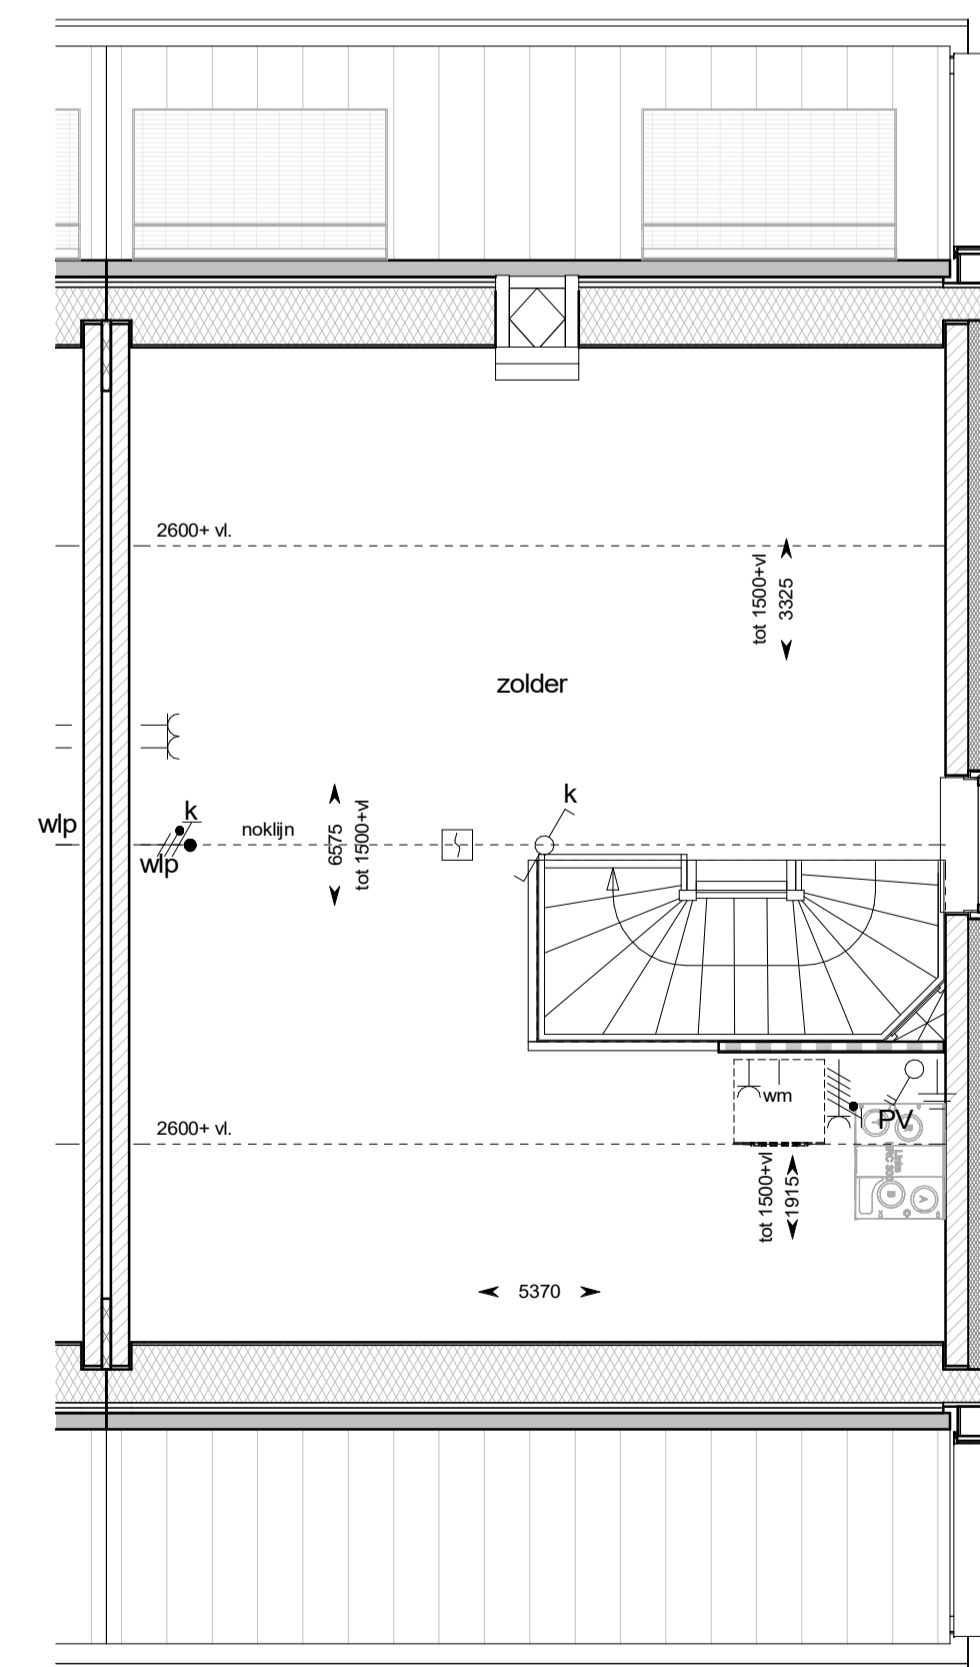 2600+ vl.
tot 1500+vl
3325
zolder
k
wlp
k
noklijn
wlp
6575
tot 1500+vl
wm
PV
2600+ vl.
tot 1500+vl
1915
B
A
5370